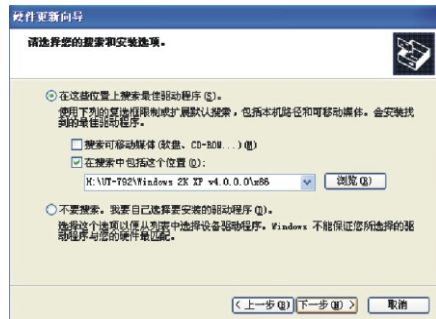 硬件更新向导
请选择您的搜索和安装选项。
在这些位置上搜索最佳驱动程序(S)。
使用下列的复选框限制或扩展默认搜索，包括本机路径和可移动媒体。会安装找
到的最佳驱动程序。
搜索可移动媒体(软盘、CD-ROM...)(M)
在搜索中包括这个位置(O):
H:\UT-792\Windows 2K XP v4.0.0.0\x86
浏览(R)
不要搜索。我要自己选择要安装的驱动程序(D)。
选择这个选项以便从列表中选择设备驱动程序。Windows 不能保证您所选择的驱
动程序与您的硬件最匹配。
< 上一步(B)
下一步(N) >
取消